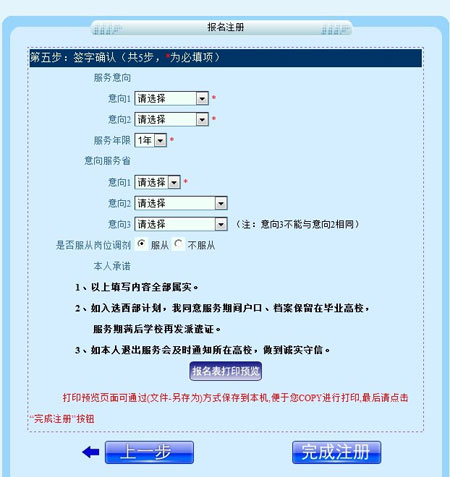 报名注册
第五步：签字确认（共5步，*为必填项）
服务意向
意向1 请选择 *
意向2 请选择 *
服务年限 1年 *
意向服务省
意向1 请选择 *
意向2 请选择
意向3 请选择 （注：意向3不能与意向2相同）
是否服从岗位调剂 服从 不服从
本人承诺
1、以上填写内容全部属实。
2、如入选西部计划，我同意服务期间户口、档案保留在毕业高校，
服务期满后学校再发派遣证。
3、如本人退出服务会及时通知所在高校，做到诚实守信。
报名表打印预览
打印预览页面可通过(文件-另存为)方式保存到本机,便于您COPY进行打印,最后请点击
“完成注册”按钮
上一步 完成注册